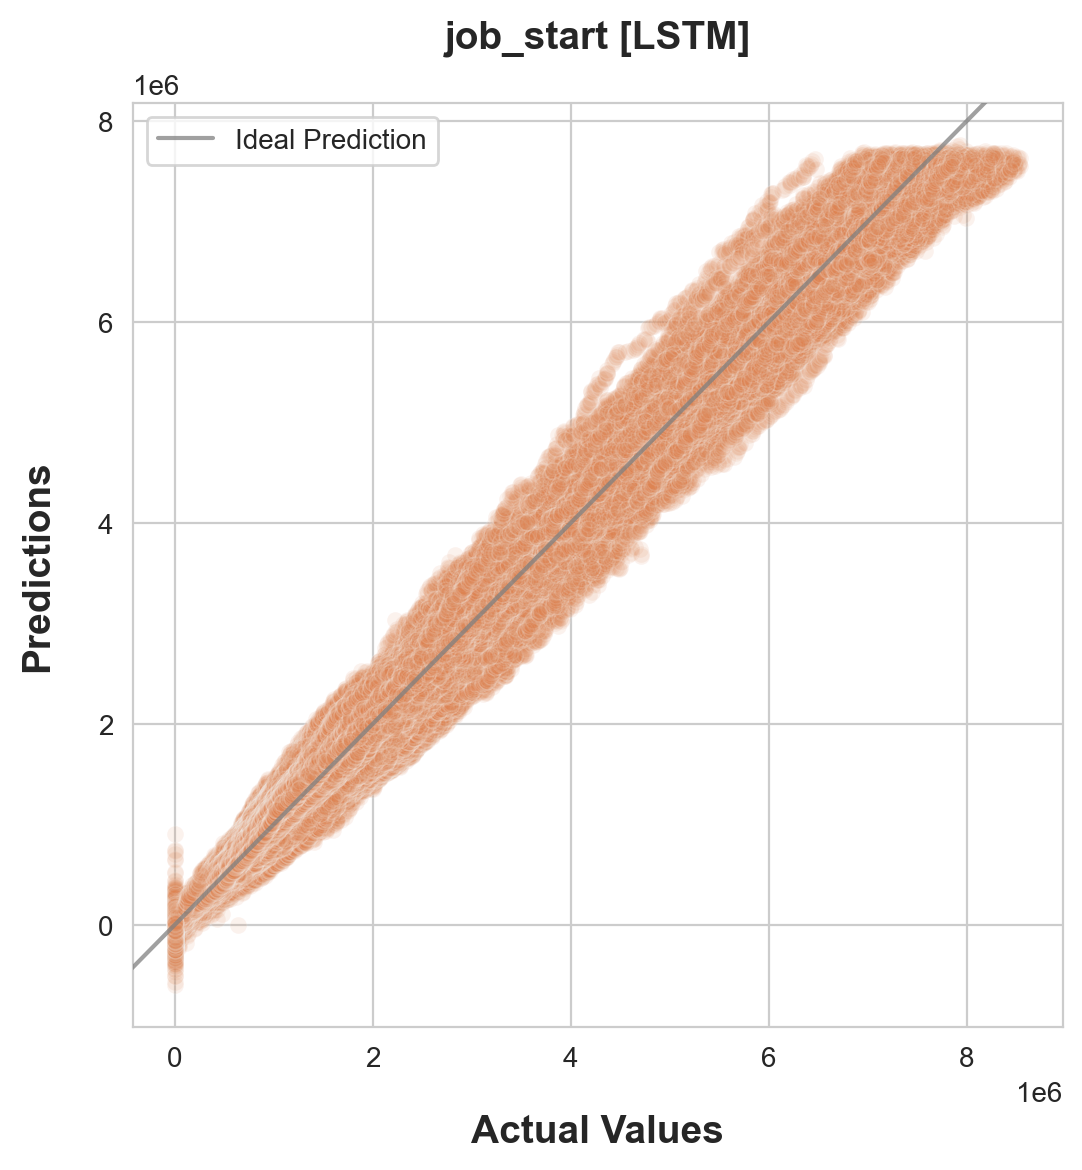 job_start [LSTM]
1e6
Ideal Prediction
8
6
4
2
0
Predictions
0 2 4 6 8
1e6
Actual Values